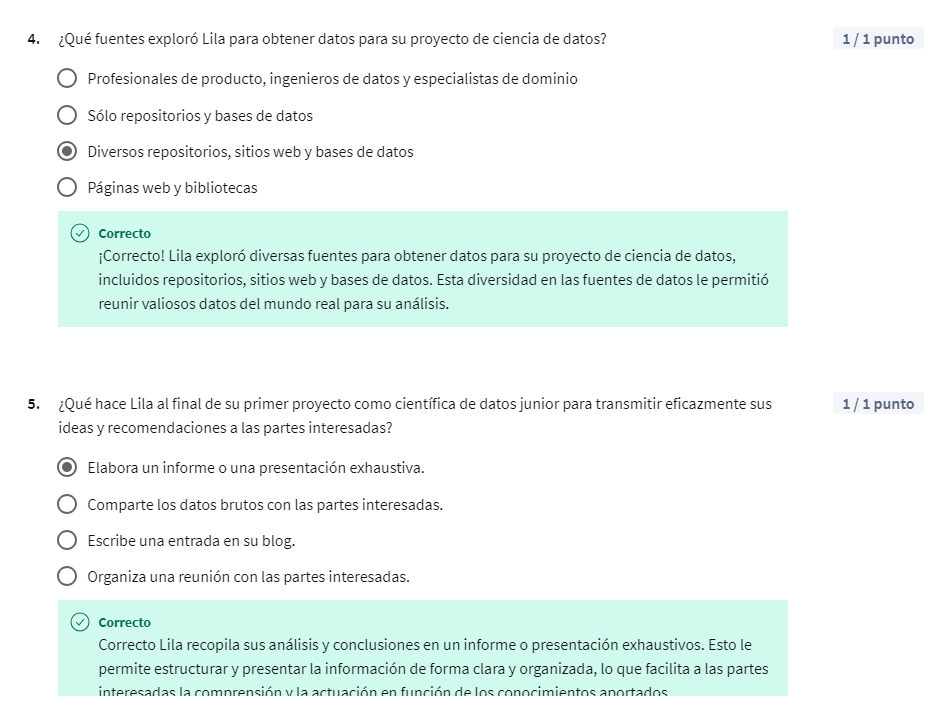 4. ¿Qué fuentes exploró Lila para obtener datos para su proyecto de ciencia de datos? 1 / 1 punto
Profesionales de producto, ingenieros de datos y especialistas de dominio
Sólo repositorios y bases de datos
Diversos repositorios, sitios web y bases de datos
Páginas web y bibliotecas
Correcto
¡Correcto! Lila exploró diversas fuentes para obtener datos para su proyecto de ciencia de datos,
incluidos repositorios, sitios web y bases de datos. Esta diversidad en las fuentes de datos le permitió
reunir valiosos datos del mundo real para su análisis.
5. ¿Qué hace Lila al final de su primer proyecto como científica de datos junior para transmitir eficazmente sus 1 / 1 punto
ideas y recomendaciones a las partes interesadas?
Elabora un informe o una presentación exhaustiva.
Comparte los datos brutos con las partes interesadas.
Escribe una entrada en su blog.
Organiza una reunión con las partes interesadas.
Correcto
Correcto Lila recopila sus análisis y conclusiones en un informe o presentación exhaustivos. Esto le
permite estructurar y presentar la información de forma clara y organizada, lo que facilita a las partes
interesadas la comprensión y la actuación en función de los conocimientos aportados.